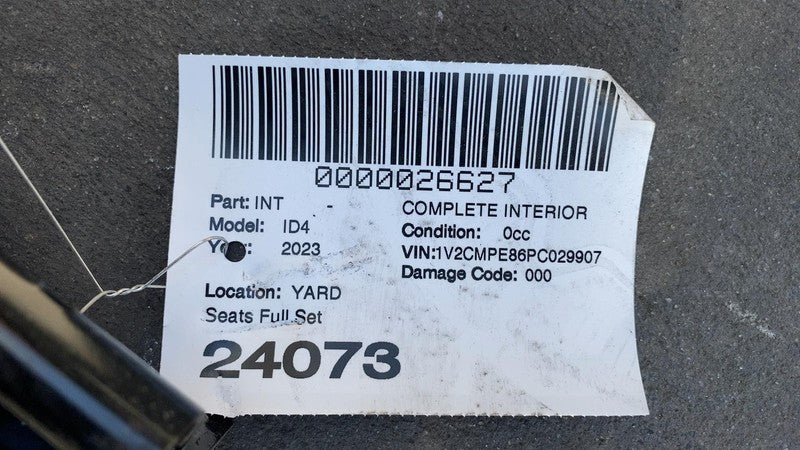 0000026627
Part: INT - COMPLETE INTERIOR
Model: ID4 Condition: 0cc
2023 VIN:1V2CMPE86PC029907
Damage Code: 000
Location: YARD
Seats Full Set
24073